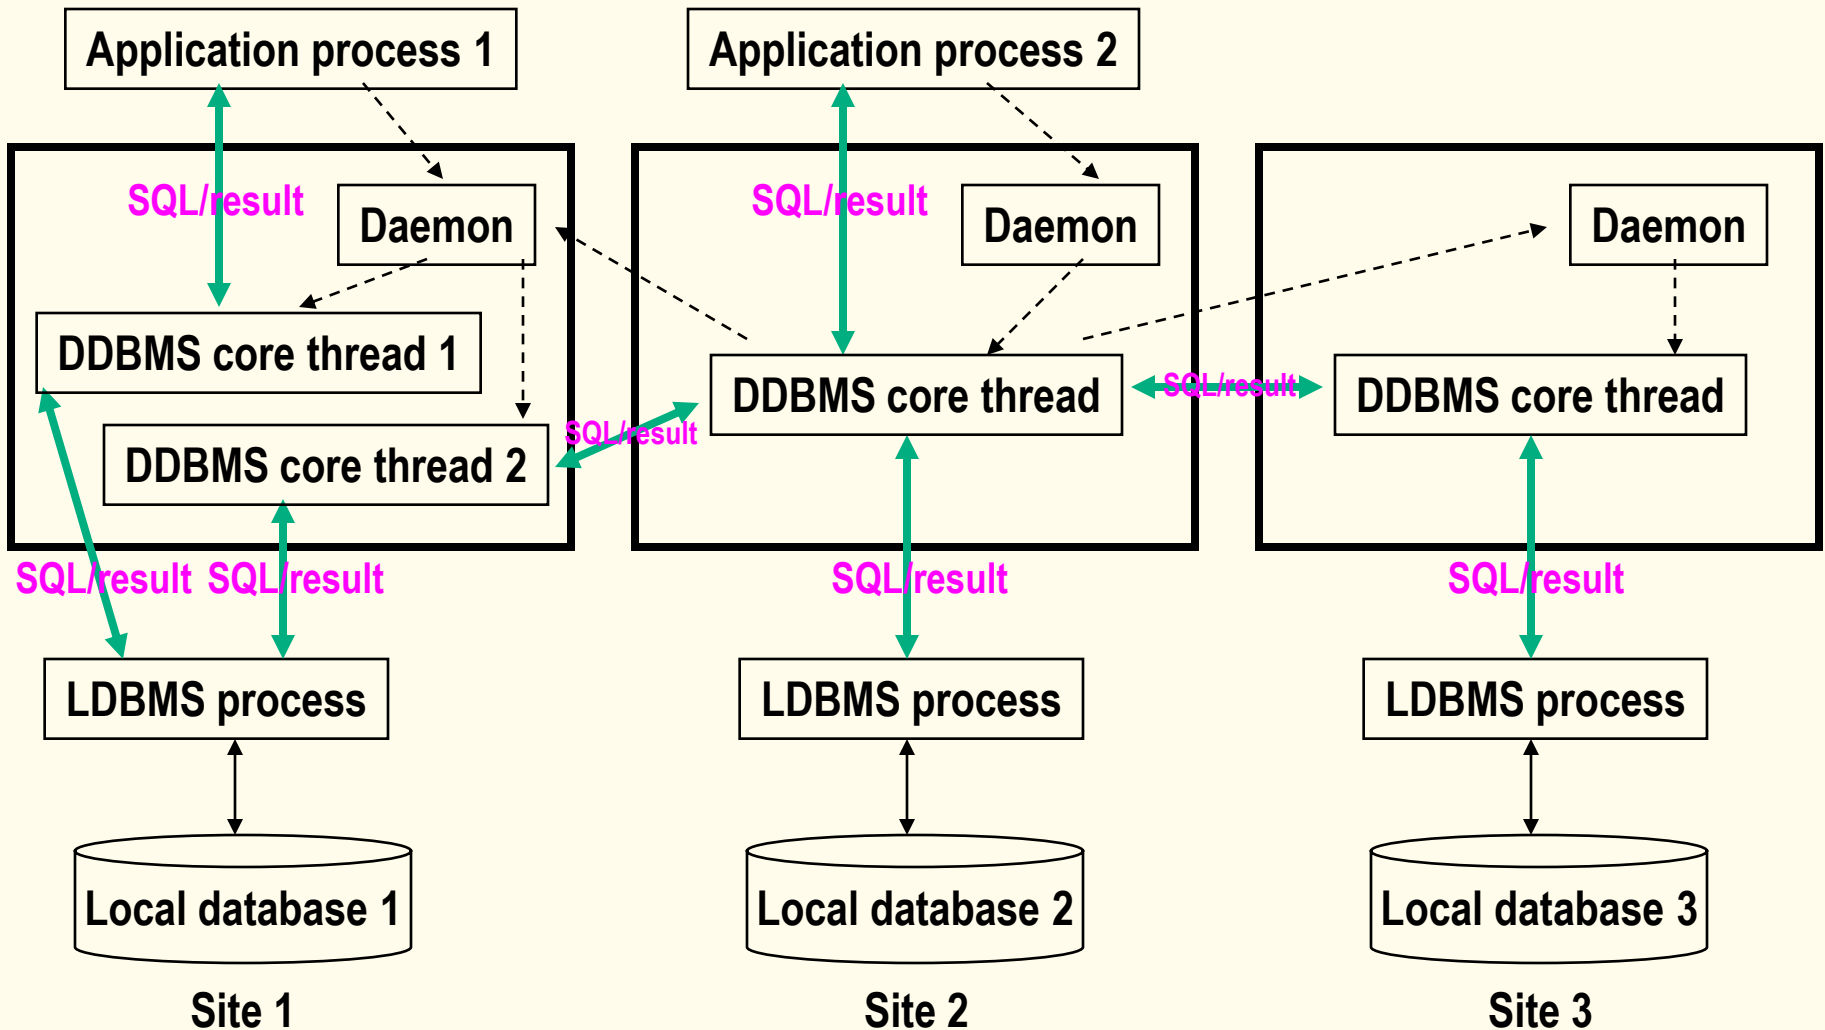 Application process 1
Application process 2
SQL/result
SQL/result
Daemon
Daemon
Daemon
DDBMS core thread 1
DDBMS core thread
SQL/result
DDBMS core thread
SQL/result
DDBMS core thread 2
SQL/result
SQL/result
SQL/result
SQL/result
LDBMS process
LDBMS process
LDBMS process
Local database 1
Local database 2
Local database 3
Site 1
Site 2
Site 3